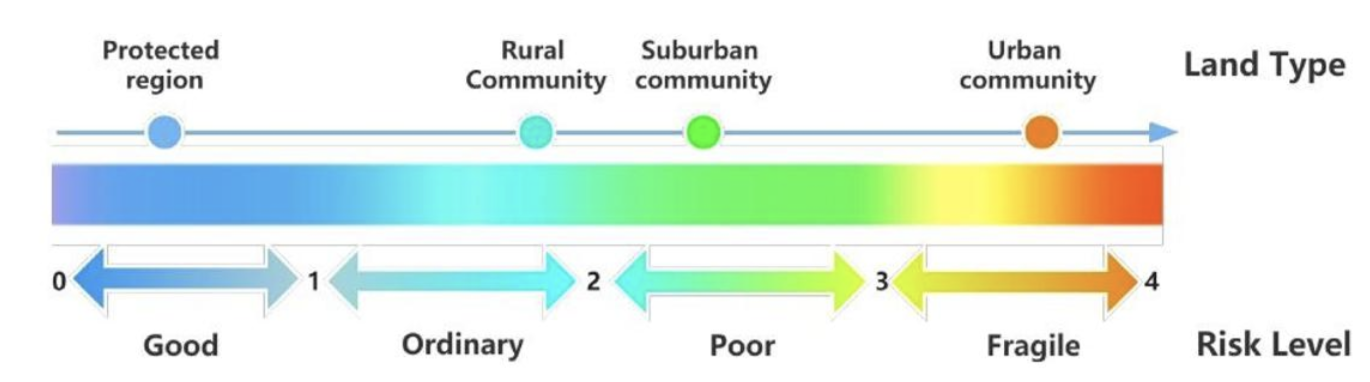 Protected
region
Rural
Community
Suburban
community
Urban
community
Land Type
0
1
2
3
4
Good
Ordinary
Poor
Fragile
Risk Level